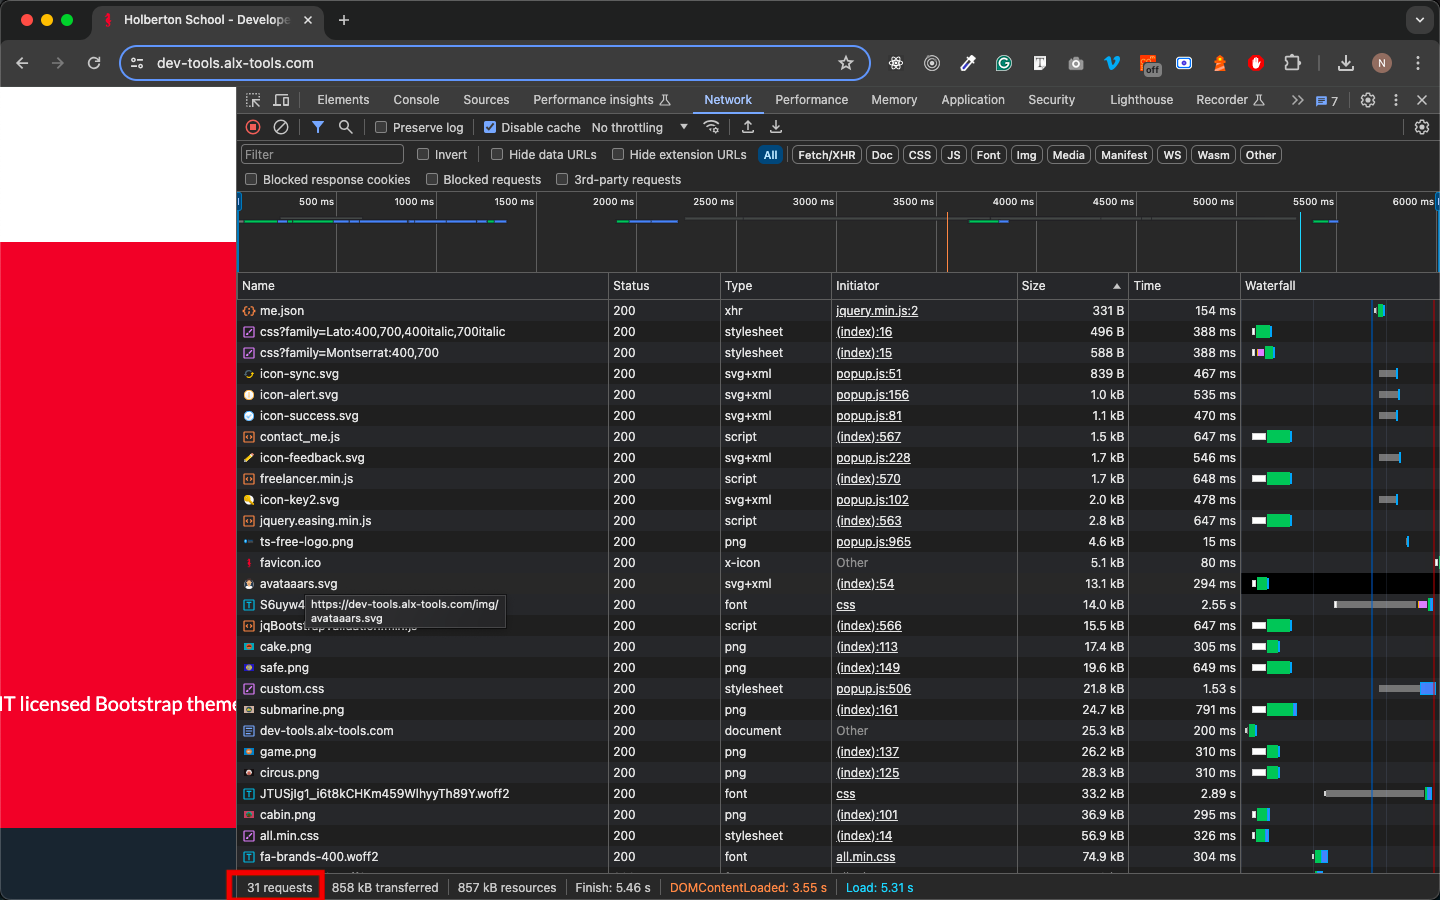 Holberton School - Develope
dev-tools.alx-tools.com
off
N
Elements Console Sources Performance insights Network Performance Memory Application Security Lighthouse Recorder 7
Preserve log Disable cache No throttling
Filter Invert Hide data URLs Hide extension URLs All Fetch/XHR Doc CSS JS Font Img Media Manifest WS Wasm Other
Blocked response cookies Blocked requests 3rd-party requests
500 ms 1000 ms 1500 ms 2000 ms 2500 ms 3000 ms 3500 ms 4000 ms 4500 ms 5000 ms 5500 ms 6000 ms
Name Status Type Initiator Size Time Waterfall
me.json 200 xhr jquery.min.js:2 331 B 154 ms
css?family=Lato:400,700,400italic,700italic 200 stylesheet (index):16 496 B 388 ms
css?family=Montserrat:400,700 200 stylesheet (index):15 588 B 388 ms
icon-sync.svg 200 svg+xml popup.js:51 839 B 467 ms
icon-alert.svg 200 svg+xml popup.js:156 1.0 kB 535 ms
icon-success.svg 200 svg+xml popup.js:81 1.1 kB 470 ms
contact_me.js 200 script (index):567 1.5 kB 647 ms
icon-feedback.svg 200 svg+xml popup.js:228 1.7 kB 546 ms
freelancer.min.js 200 script (index):570 1.7 kB 648 ms
icon-key2.svg 200 svg+xml popup.js:102 2.0 kB 478 ms
jquery.easing.min.js 200 script (index):563 2.8 kB 647 ms
ts-free-logo.png 200 png popup.js:965 4.6 kB 15 ms
favicon.ico 200 x-icon Other 5.1 kB 80 ms
avataaars.svg 200 svg+xml (index):54 13.1 kB 294 ms
S6uyw4 200 font css 14.0 kB 2.55 s
https://dev-tools.alx-tools.com/img/
avataaars.svg
200 script (index):566 15.5 kB 647 ms
cake.png 200 png (index):113 17.4 kB 305 ms
safe.png 200 png (index):149 19.6 kB 649 ms
custom.css 200 stylesheet popup.js:506 21.8 kB 1.53 s
IT licensed Bootstrap theme
submarine.png 200 png (index):161 24.7 kB 791 ms
dev-tools.alx-tools.com 200 document Other 25.3 kB 200 ms
game.png 200 png (index):137 26.2 kB 310 ms
circus.png 200 png (index):125 28.3 kB 310 ms
JTUSjIg1_i6t8kCHKm459WlhyyTh89Y.woff2 200 font css 33.2 kB 2.89 s
cabin.png 200 png (index):101 36.9 kB 295 ms
all.min.css 200 stylesheet (index):14 56.9 kB 326 ms
fa-brands-400.woff2 200 font all.min.css 74.9 kB 304 ms
31 requests 858 kB transferred 857 kB resources Finish: 5.46 s DOMContentLoaded: 3.55 s Load: 5.31 s